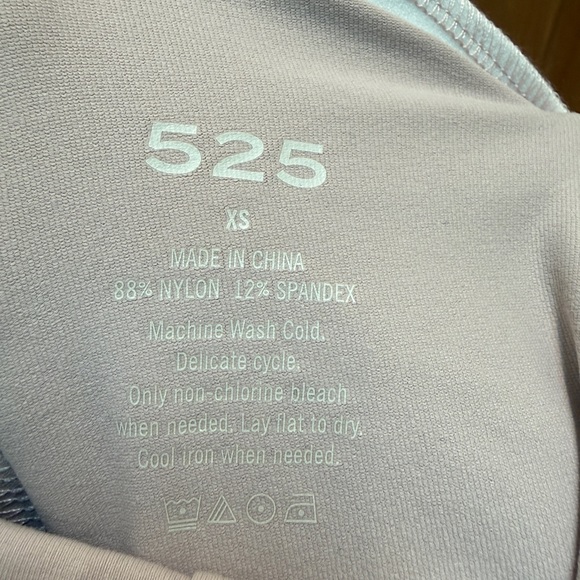 525
XS
MADE IN CHINA
88% NYLON 12% SPANDEX
Machine Wash Cold.
Delicate cycle.
Only non-chlorine bleach
when needed. Lay flat to dry.
Cool iron when needed.